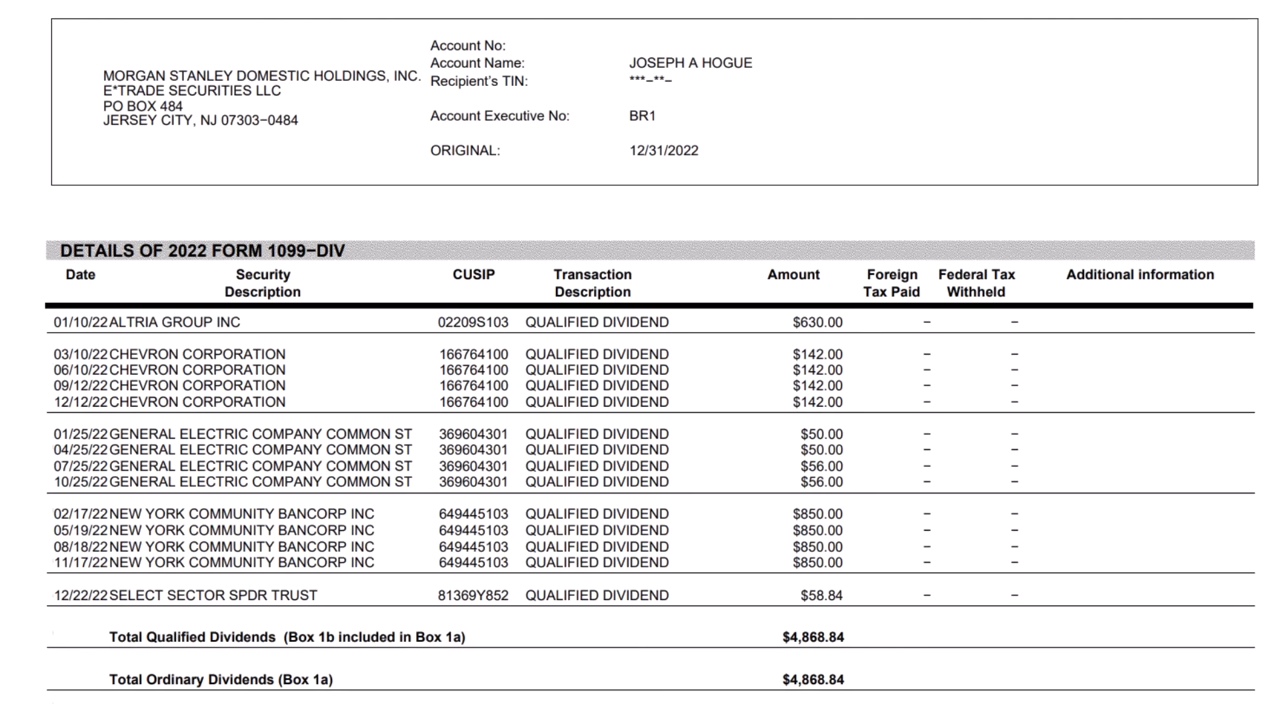 MORGAN STANLEY DOMESTIC HOLDINGS, INC.
E*TRADE SECURITIES LLC
PO BOX 484
JERSEY CITY, NJ 07303−0484
Account No:
Account Name: JOSEPH A HOGUE
Recipient's TIN: ***−**−
Account Executive No: BR1
ORIGINAL: 12/31/2022
DETAILS OF 2022 FORM 1099−DIV
Date Security Description CUSIP Transaction Description Amount Foreign Tax Paid Federal Tax Withheld Additional information
01/10/22 ALTRIA GROUP INC 02209S103 QUALIFIED DIVIDEND $630.00 − −
03/10/22 CHEVRON CORPORATION 166764100 QUALIFIED DIVIDEND $142.00 − −
06/10/22 CHEVRON CORPORATION 166764100 QUALIFIED DIVIDEND $142.00 − −
09/12/22 CHEVRON CORPORATION 166764100 QUALIFIED DIVIDEND $142.00 − −
12/12/22 CHEVRON CORPORATION 166764100 QUALIFIED DIVIDEND $142.00 − −
01/25/22 GENERAL ELECTRIC COMPANY COMMON ST 369604301 QUALIFIED DIVIDEND $50.00 − −
04/25/22 GENERAL ELECTRIC COMPANY COMMON ST 369604301 QUALIFIED DIVIDEND $50.00 − −
07/25/22 GENERAL ELECTRIC COMPANY COMMON ST 369604301 QUALIFIED DIVIDEND $56.00 − −
10/25/22 GENERAL ELECTRIC COMPANY COMMON ST 369604301 QUALIFIED DIVIDEND $56.00 − −
02/17/22 NEW YORK COMMUNITY BANCORP INC 649445103 QUALIFIED DIVIDEND $850.00 − −
05/19/22 NEW YORK COMMUNITY BANCORP INC 649445103 QUALIFIED DIVIDEND $850.00 − −
08/18/22 NEW YORK COMMUNITY BANCORP INC 649445103 QUALIFIED DIVIDEND $850.00 − −
11/17/22 NEW YORK COMMUNITY BANCORP INC 649445103 QUALIFIED DIVIDEND $850.00 − −
12/22/22 SELECT SECTOR SPDR TRUST 81369Y852 QUALIFIED DIVIDEND $58.84 − −
Total Qualified Dividends (Box 1b included in Box 1a) $4,868.84
Total Ordinary Dividends (Box 1a) $4,868.84